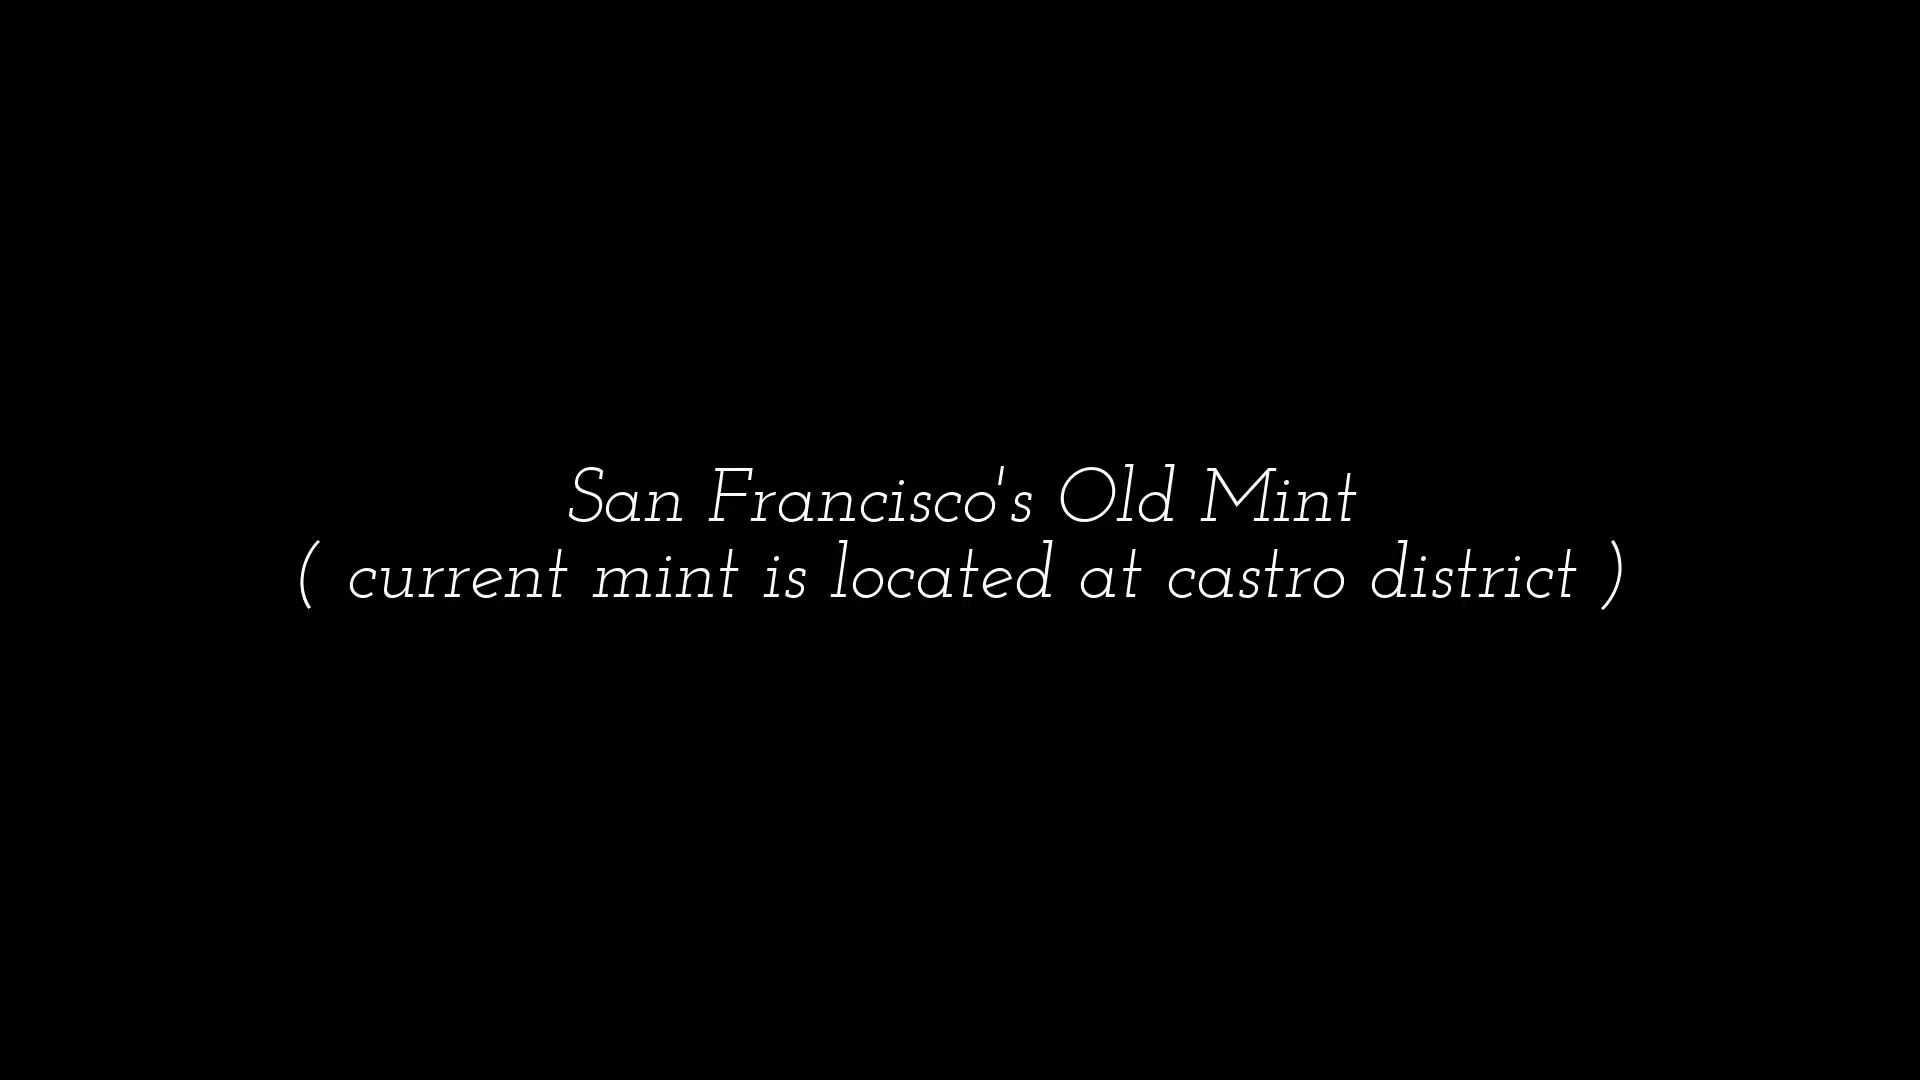 San Francisco's Old Mint
( current mint is located at castro district )